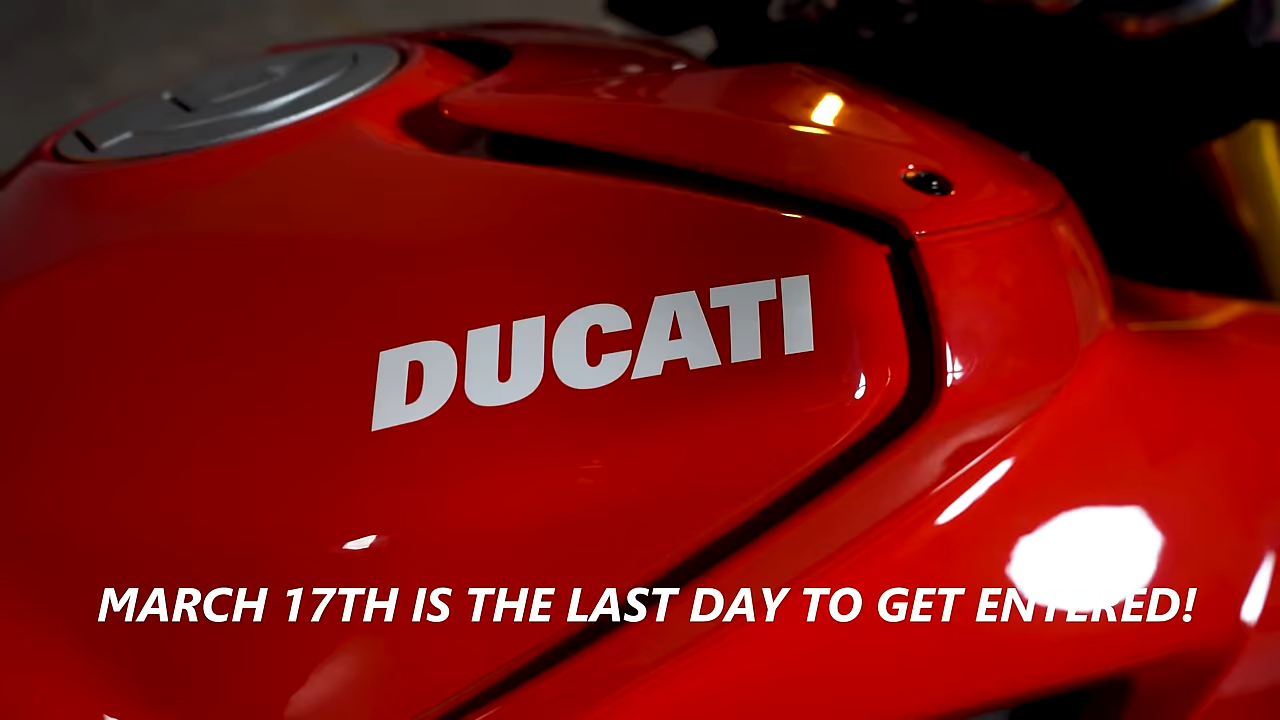 DUCATI
MARCH 17TH IS THE LAST DAY TO GET ENTERED!